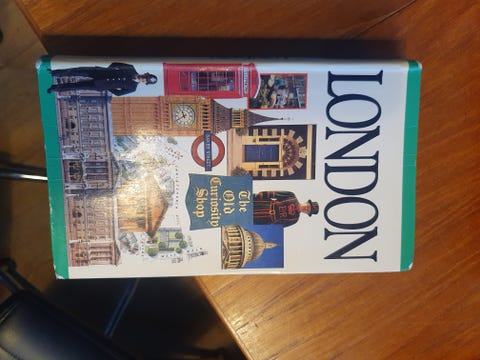 LONDON
The
Old
Curiosity
Shop